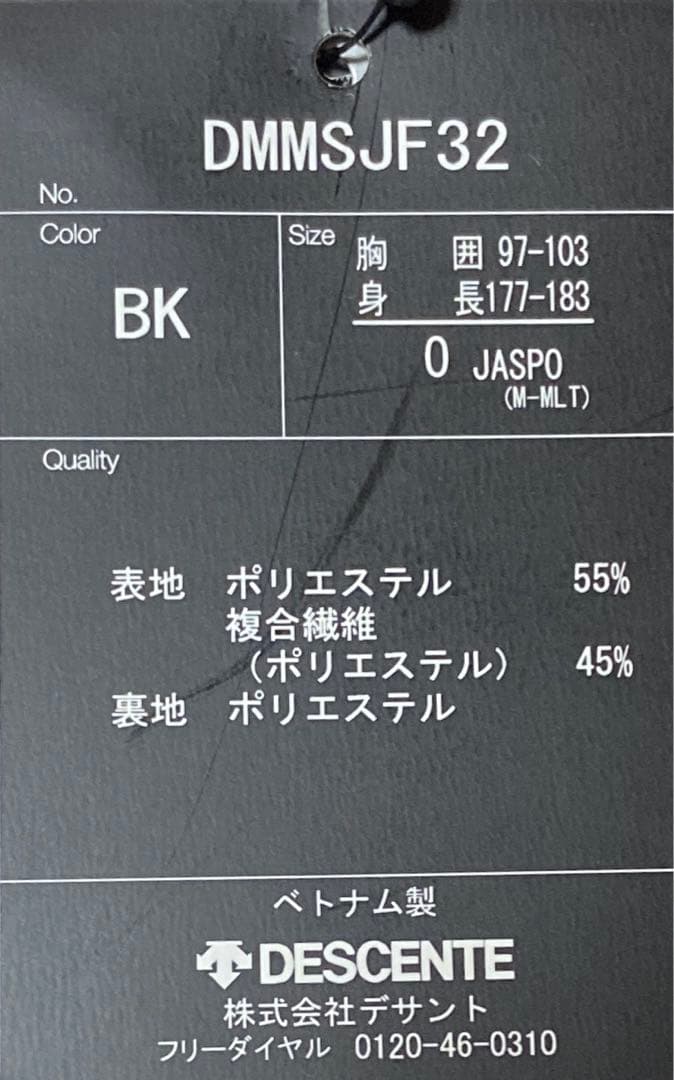 DMMSJF32
No.
Color
BK
Size
胸 囲 97-103
身 長177-183
O JASPO
(M-MLT)
Quality
表地 ポリエステル 55%
複合繊維
(ポリエステル) 45%
裏地 ポリエステル
ベトナム製
DESCENTE
株式会社デサント
フリーダイヤル 0120-46-0310